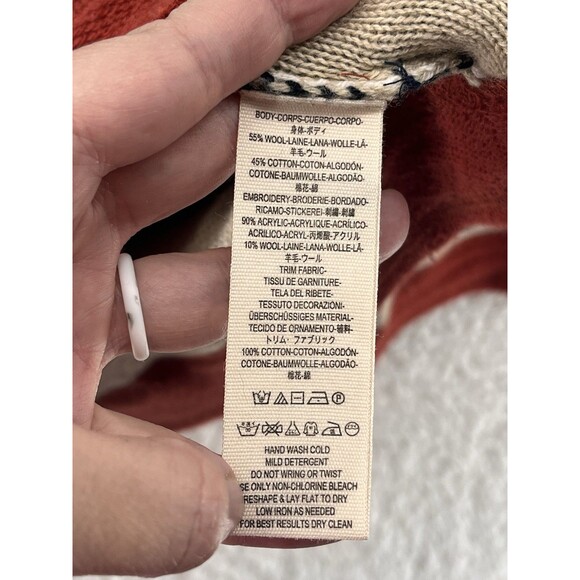 BODY-CORPS-CUERPO-CORPO-
身体-ボディ
55% WOOL-LAINE-LANA-WOLLE-LÃ-
羊毛-ウール
45% COTTON-COTON-ALGODÓN-
COTONE-BAUMWOLLE-ALGODÃO-
棉花-綿
EMBROIDERY-BRODERIE-BORDADO-
RICAMO-STICKEREI-刺繡-刺繍
90% ACRYLIC-ACRYLIQUE-ACRÍLICO-
ACRILICO-ACRYL-丙烯酸-アクリル
10% WOOL-LAINE-LANA-WOLLE-LÃ-
羊毛-ウール
TRIM FABRIC-
TISSU DE GARNITURE-
TELA DEL RIBETE-
TESSUTO DECORAZIONI-
ÜBERSCHÜSSIGES MATERIAL-
TECIDO DE ORNAMENTO-輔料-
トリム・ファブリック
100% COTTON-COTON-ALGODÓN-
COTONE-BAUMWOLLE-ALGODÃO-
棉花-綿
HAND WASH COLD
MILD DETERGENT
DO NOT WRING OR TWIST
SE ONLY NON-CHLORINE BLEACH
RESHAPE & LAY FLAT TO DRY
LOW IRON AS NEEDED
FOR BEST RESULTS DRY CLEAN